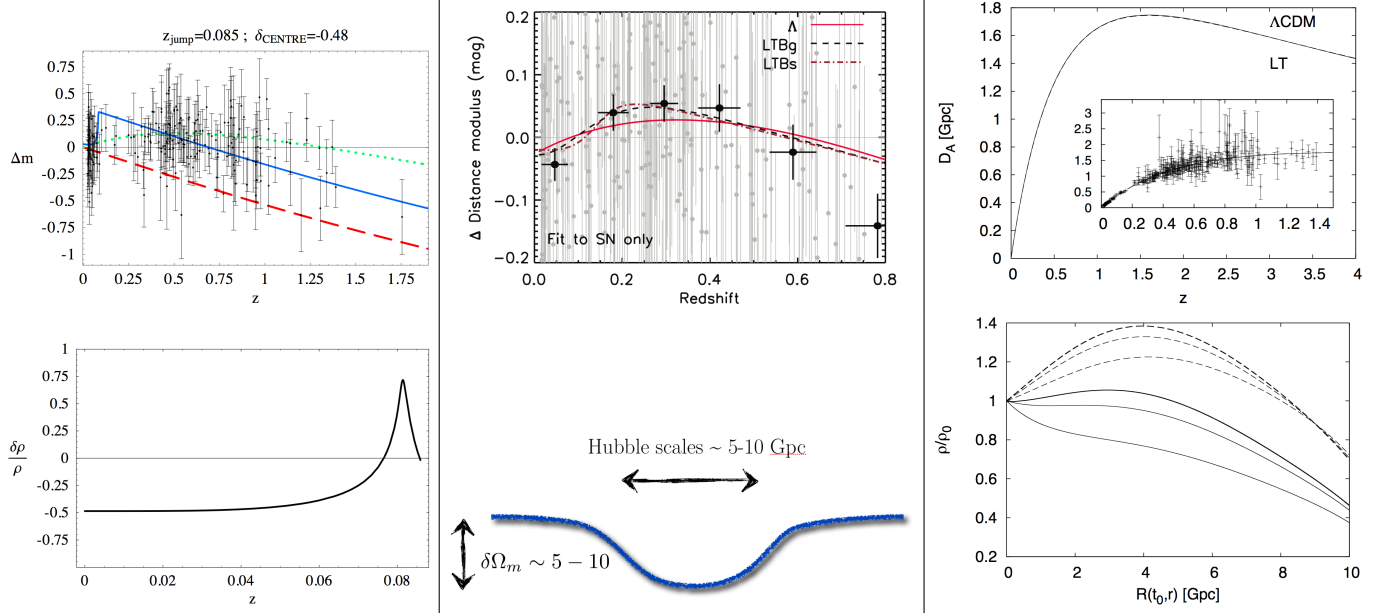 z_jump=0.085 ; δ_CENTRE=-0.48
0.75
0.5
0.25
0
-0.25
-0.5
-0.75
-1
Δm
0 0.25 0.5 0.75 1 1.25 1.5 1.75
z
1
0.75
0.5
0.25
0
-0.25
-0.5
-0.75
δρ
ρ
0 0.02 0.04 0.06 0.08
z
0.20
0.10
0.0
-0.10
-0.20
Δ Distance modulus (mag)
Λ
LTBg
LTBs
Fit to SN only
0.0 0.2 0.4 0.6 0.8
Redshift
Hubble scales ~ 5-10 Gpc
δΩ_m ~ 5 − 10
1.8
1.6
1.4
1.2
1
0.8
0.6
0.4
0.2
0
D_A [Gpc]
ΛCDM
LT
3
2.5
2
1.5
1
0.5
0
0 0.2 0.4 0.6 0.8 1 1.2 1.4
0 0.5 1 1.5 2 2.5 3 3.5 4
z
1.4
1.2
1
0.8
0.6
0.4
0.2
ρ/ρ_0
0 2 4 6 8 10
R(t_0,r) [Gpc]